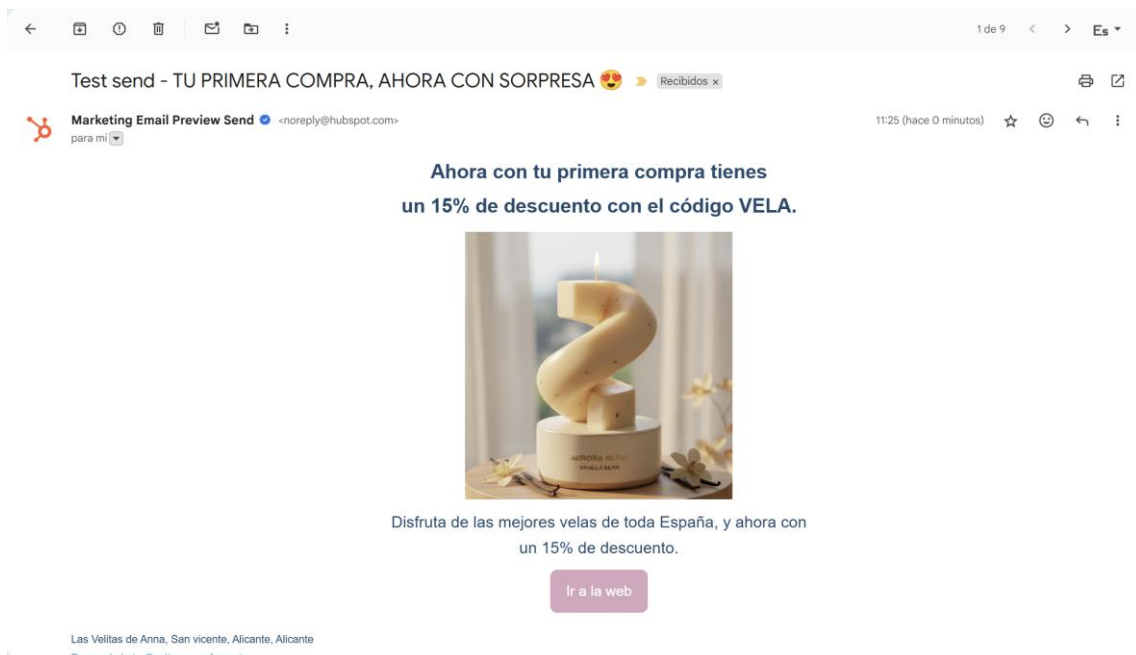 1 de 9
Es
Test send - TU PRIMERA COMPRA, AHORA CON SORPRESA 😍
Recibidos x
Marketing Email Preview Send <noreply@hubspot.com>
11:25 (hace 0 minutos)
para mí
Ahora con tu primera compra tienes
un 15% de descuento con el código VELA.
AURORA
VANILLA BEAN
Disfruta de las mejores velas de toda España, y ahora con
un 15% de descuento.
Ir a la web
Las Velitas de Anna, San vicente, Alicante, Alicante